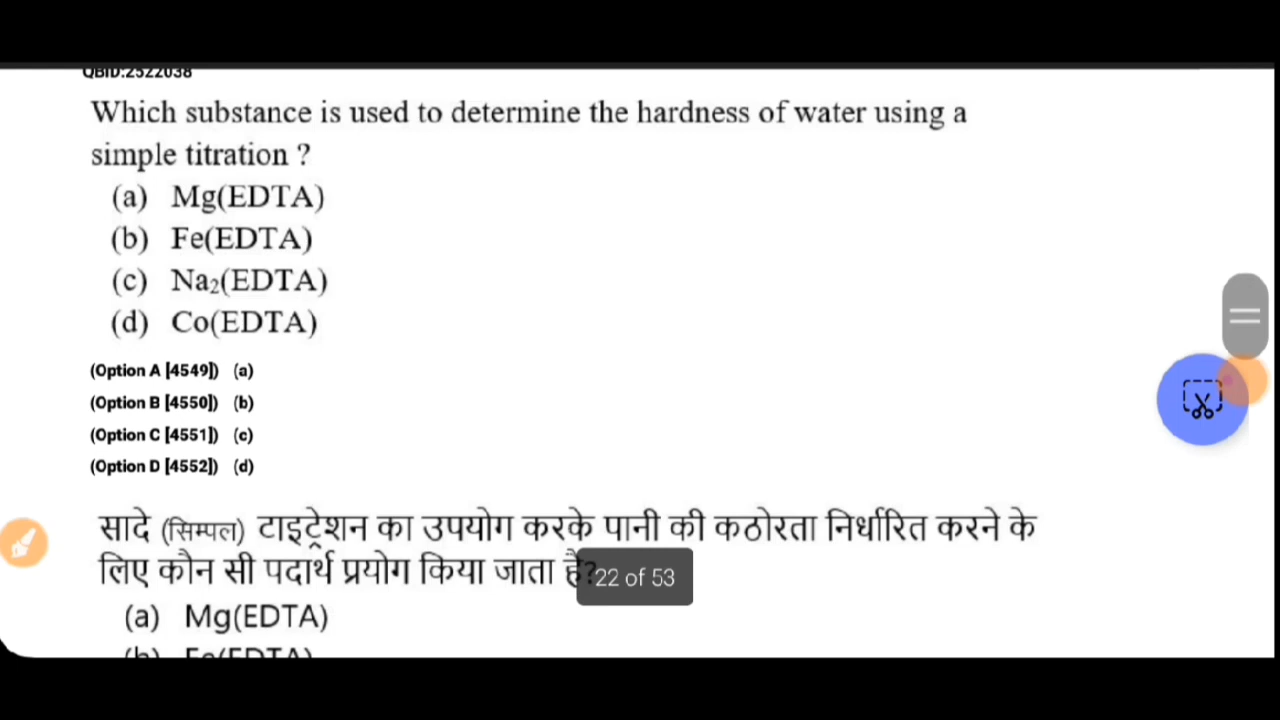 QBID:2522038
Which substance is used to determine the hardness of water using a
simple titration ?
(a) Mg(EDTA)
(b) Fe(EDTA)
(c) Na₂(EDTA)
(d) Co(EDTA)
(Option A [4549]) (a)
(Option B [4550]) (b)
(Option C [4551]) (c)
(Option D [4552]) (d)
सादे (सिम्पल) टाइट्रेशन का उपयोग करके पानी की कठोरता निर्धारित करने के
लिए कौन सी पदार्थ प्रयोग किया जाता है?
22 of 53
(a) Mg(EDTA)
(b) Fe(EDTA)